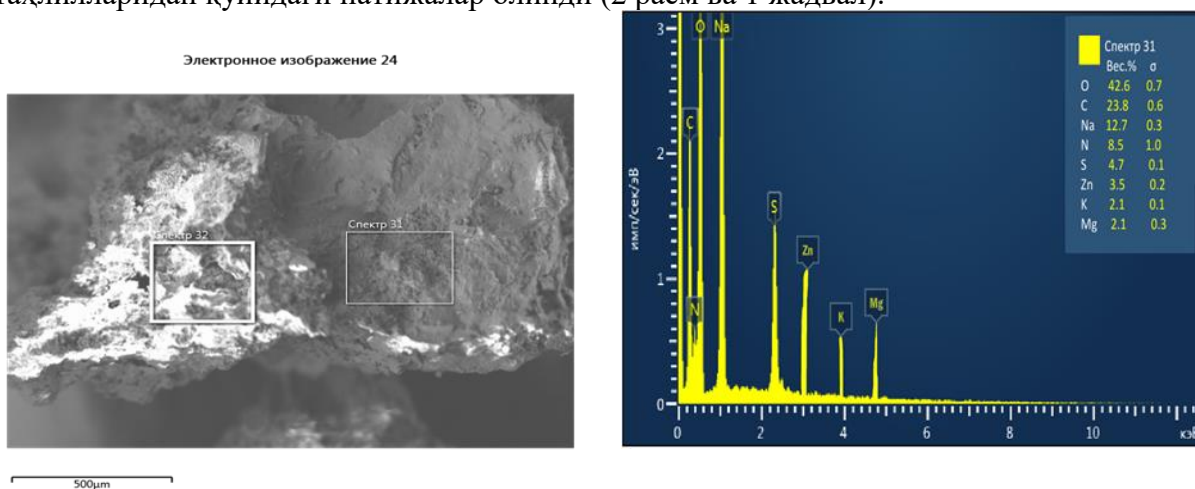 таҳлилларидан қуйидаги натижалар олинди (2 расм ва 1 жадвал).
Электронное изображение 24
Спектр 31
Спектр 32
500µm
имп/сек/эВ
3
2
1
0
O Na
C
N
S
Zn
K
Mg
0 2 4 6 8 10 кэВ
Спектр 31
Вес.% σ
O 42.6 0.7
C 23.8 0.6
Na 12.7 0.3
N 8.5 1.0
S 4.7 0.1
Zn 3.5 0.2
K 2.1 0.1
Mg 2.1 0.3